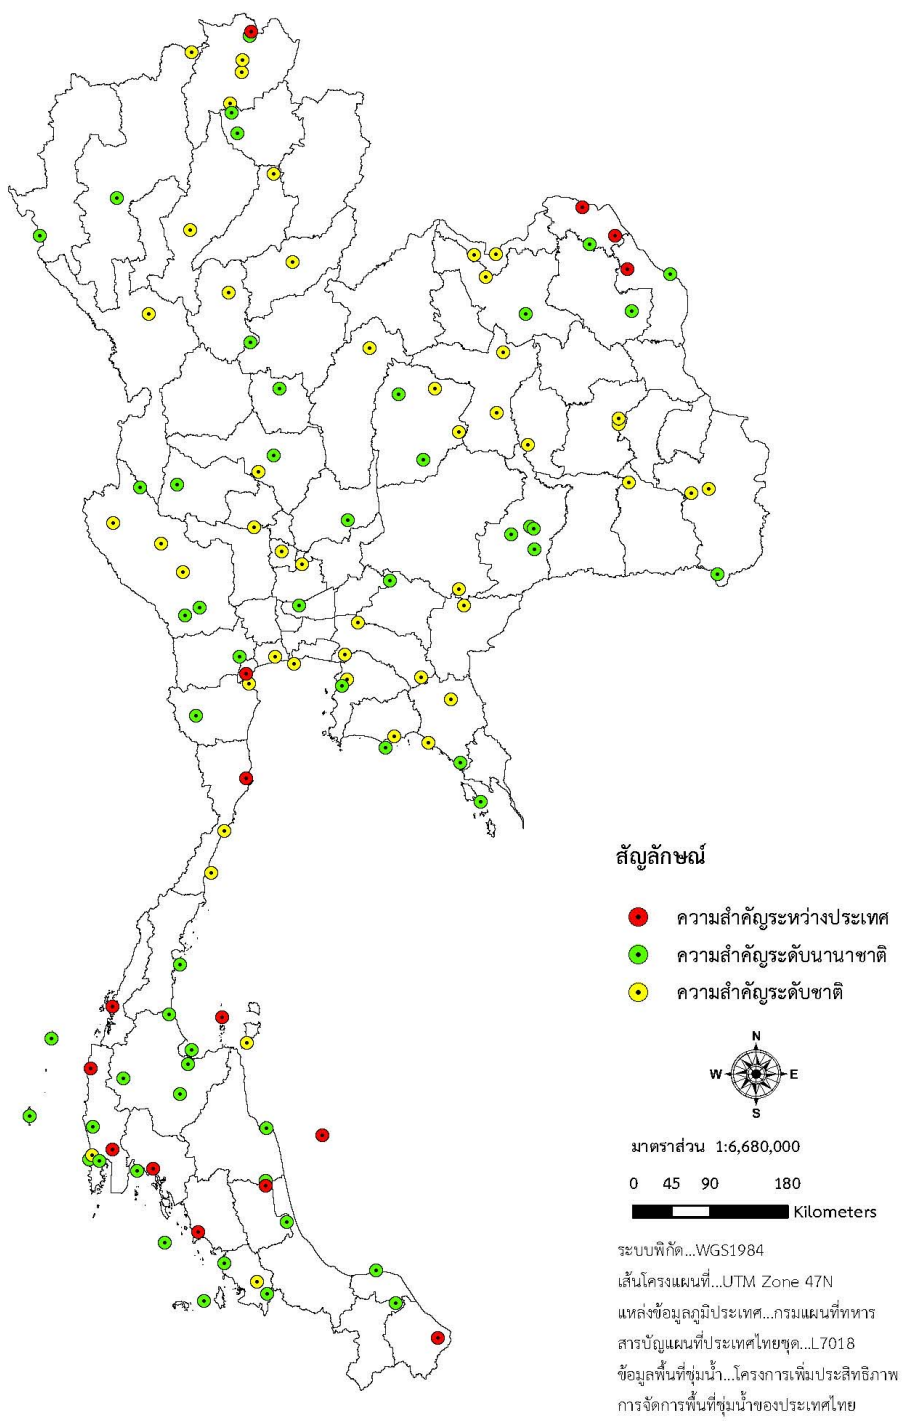 สัญลักษณ์
ความสำคัญระหว่างประเทศ
ความสำคัญระดับนานาชาติ
ความสำคัญระดับชาติ
N
W E
S
มาตราส่วน 1:6,680,000
0 45 90 180
Kilometers
ระบบพิกัด...WGS1984
เส้นโครงแผนที่...UTM Zone 47N
แหล่งข้อมูลภูมิประเทศ...กรมแผนที่ทหาร
สารบัญแผนที่ประเทศไทยชุด...L7018
ข้อมูลพื้นที่ชุ่มน้ำ...โครงการเพิ่มประสิทธิภาพ
การจัดการพื้นที่ชุ่มน้ำของประเทศไทย